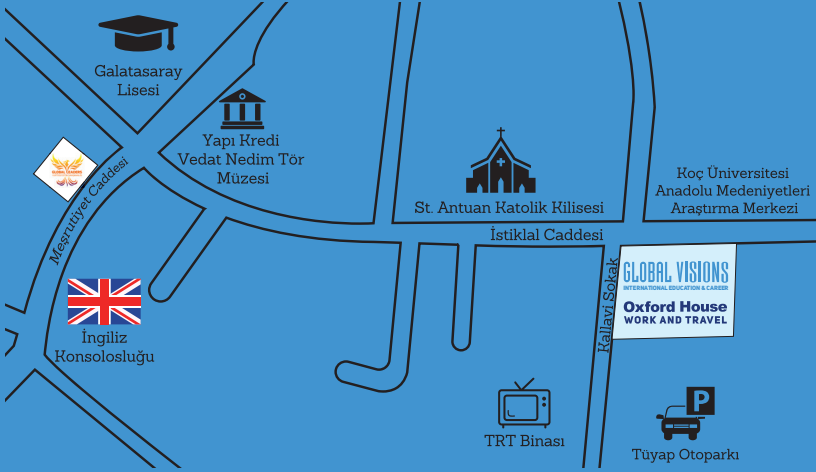 Galatasaray
Lisesi
Yapı Kredi
Vedat Nedim Tör
Müzesi
Meşrutiyet Caddesi
St. Antuan Katolik Kilisesi
Koç Üniversitesi
Anadolu Medeniyetleri
Araştırma Merkezi
İstiklal Caddesi
Kallavi Sokak
GLOBAL VISIONS
INTERNATIONAL EDUCATION & CAREER
Oxford House
WORK AND TRAVEL
İngiliz
Konsolosluğu
TRT Binası
P
Tüyap Otoparkı